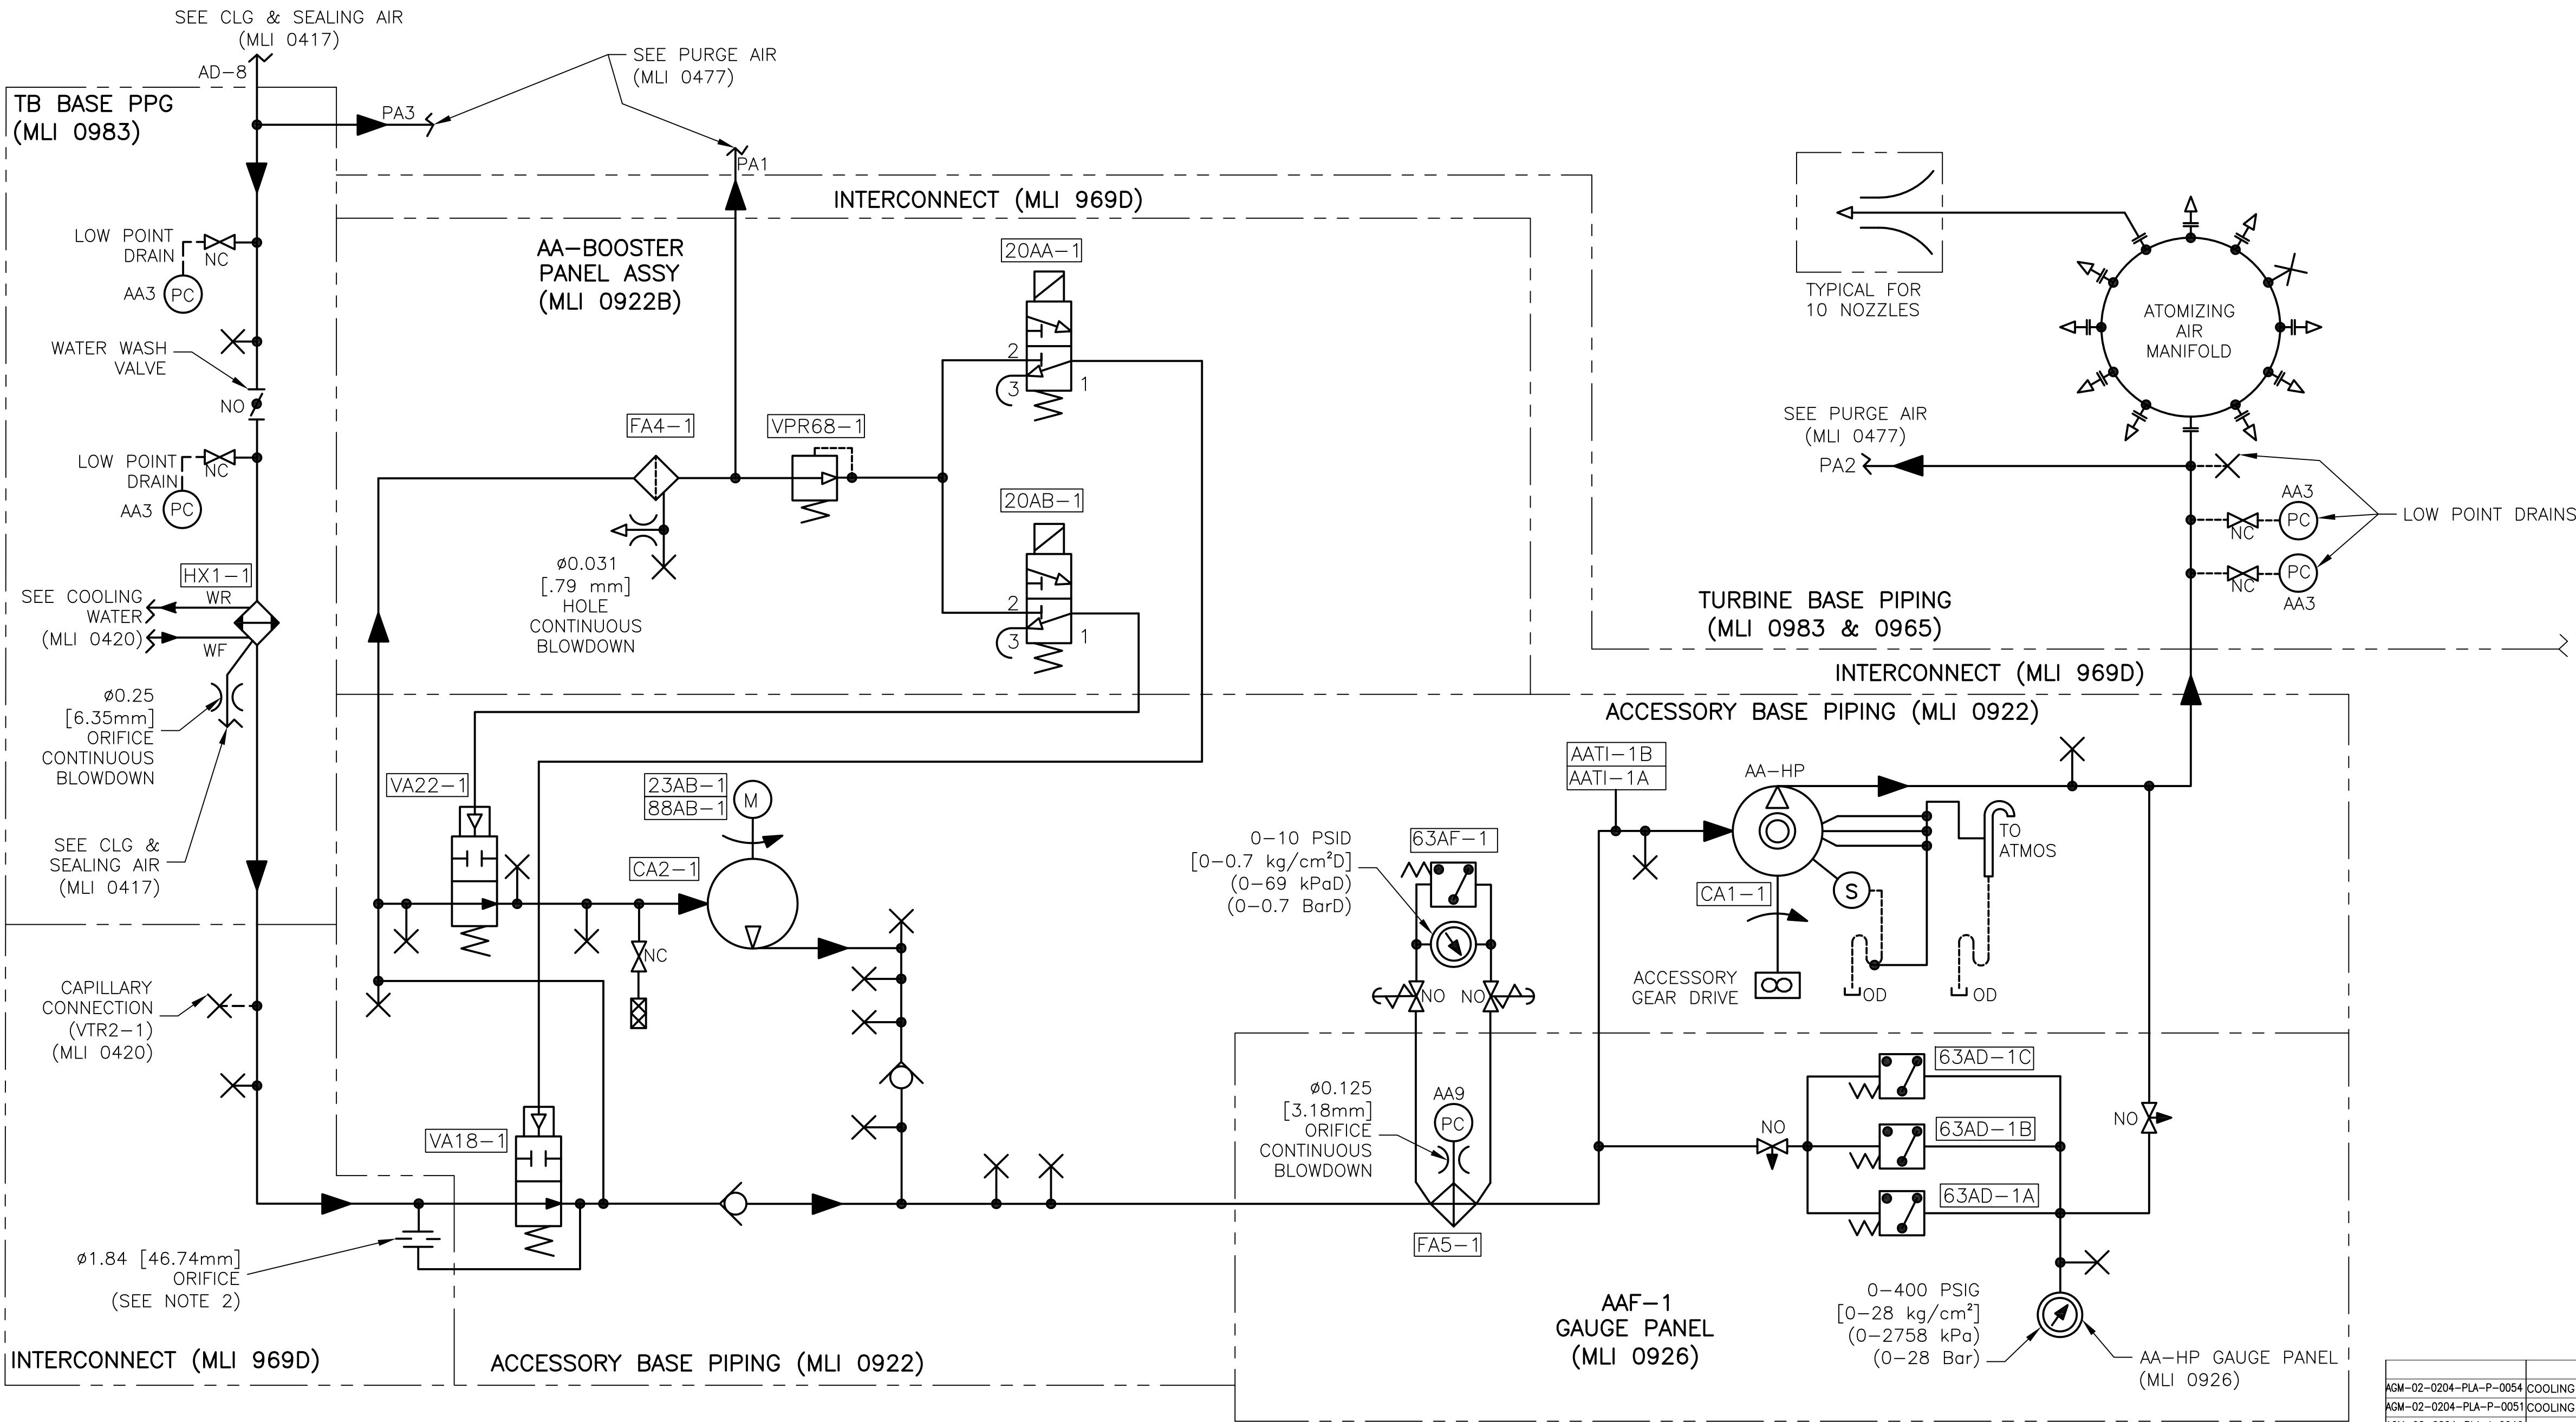 SEE CLG & SEALING AIR
(MLI 0417)
AD-8
TB BASE PPG
(MLI 0983)
PA3
SEE PURGE AIR
(MLI 0477)
PA1
INTERCONNECT (MLI 969D)
LOW POINT
DRAIN
NC
AA3
PC
WATER WASH
VALVE
NO
LOW POINT
DRAIN
NC
AA3
PC
HX1-1
SEE COOLING
WATER
(MLI 0420)
WR
WF
ø0.25
[6.35mm]
ORIFICE
CONTINUOUS
BLOWDOWN
SEE CLG &
SEALING AIR
(MLI 0417)
CAPILLARY
CONNECTION
(VTR2-1)
(MLI 0420)
ø1.84 [46.74mm]
ORIFICE
(SEE NOTE 2)
INTERCONNECT (MLI 969D)
AA-BOOSTER
PANEL ASSY
(MLI 0922B)
20AA-1
2
3
1
FA4-1
VPR68-1
20AB-1
2
3
1
ø0.031
[.79 mm]
HOLE
CONTINUOUS
BLOWDOWN
VA22-1
23AB-1
88AB-1
M
CA2-1
NC
VA18-1
ACCESSORY BASE PIPING (MLI 0922)
TYPICAL FOR
10 NOZZLES
ATOMIZING
AIR
MANIFOLD
SEE PURGE AIR
(MLI 0477)
PA2
AA3
PC
NC
LOW POINT DRAINS
PC
NC
AA3
TURBINE BASE PIPING
(MLI 0983 & 0965)
INTERCONNECT (MLI 969D)
ACCESSORY BASE PIPING (MLI 0922)
AATI-1B
AATI-1A
AA-HP
TO
ATMOS
S
CA1-1
ACCESSORY
GEAR DRIVE
OD
OD
0-10 PSID
[0-0.7 kg/cm²D]
(0-69 kPaD)
(0-0.7 BarD)
63AF-1
NO
NO
ø0.125
[3.18mm]
ORIFICE
CONTINUOUS
BLOWDOWN
AA9
PC
FA5-1
NO
63AD-1C
63AD-1B
63AD-1A
NO
AAF-1
GAUGE PANEL
(MLI 0926)
0-400 PSIG
[0-28 kg/cm²]
(0-2758 kPa)
(0-28 Bar)
AA-HP GAUGE PANEL
(MLI 0926)
AGM-02-0204-PLA-P-0054 COOLING
AGM-02-0204-PLA-P-0051 COOLING